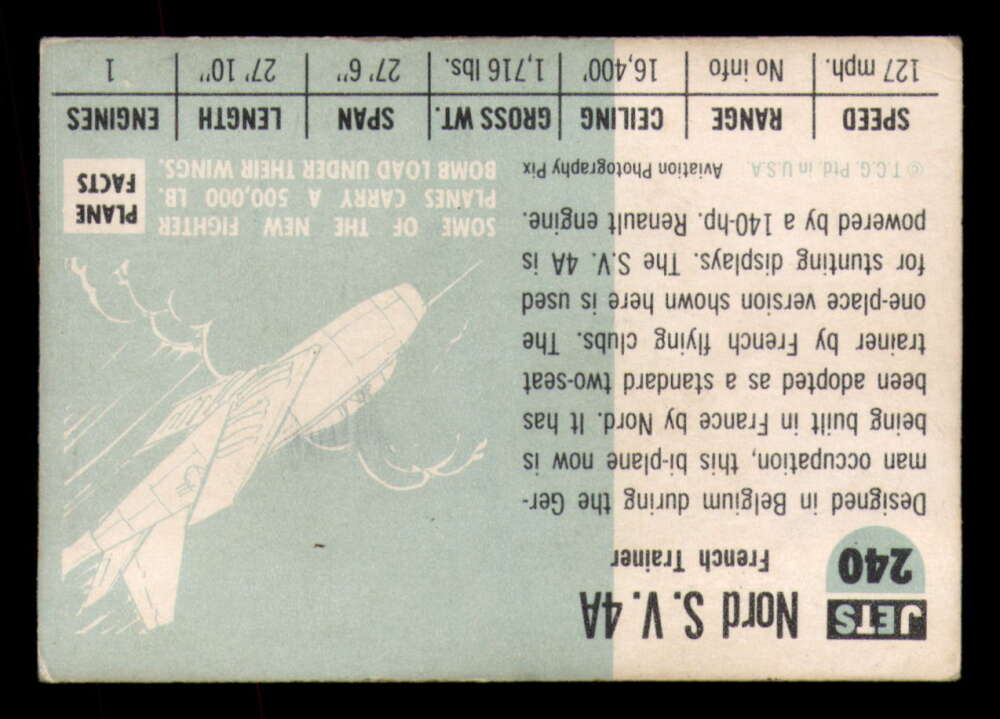 JETS
240
Nord S.V. 4A
French Trainer
Designed in Belgium during the Ger-
man occupation, this bi-plane is now
being built in France by Nord. It has
been adopted as a standard two-seat
trainer by French flying clubs. The
one-place version shown here is used
for stunting displays. The S.V. 4A is
powered by a 140-hp. Renault engine.
© T.C.G. Ptd. in U.S.A. Aviation Photography Pix
PLANE
FACTS
SOME OF THE NEW FIGHTER
PLANES CARRY A 500,000 LB.
BOMB LOAD UNDER THEIR WINGS.
SPEED RANGE CEILING GROSS WT. SPAN LENGTH ENGINES
127 mph. No info 16,400' 1,716 lbs. 27' 6" 27' 10" 1